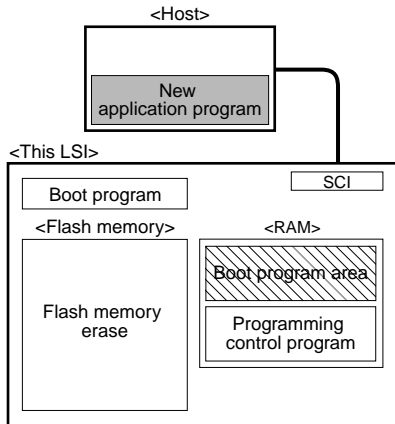 <Host>
New
application program
<This LSI>
SCI
Boot program
<Flash memory>
<RAM>
Flash memory
erase
Boot program area
Programming
control program